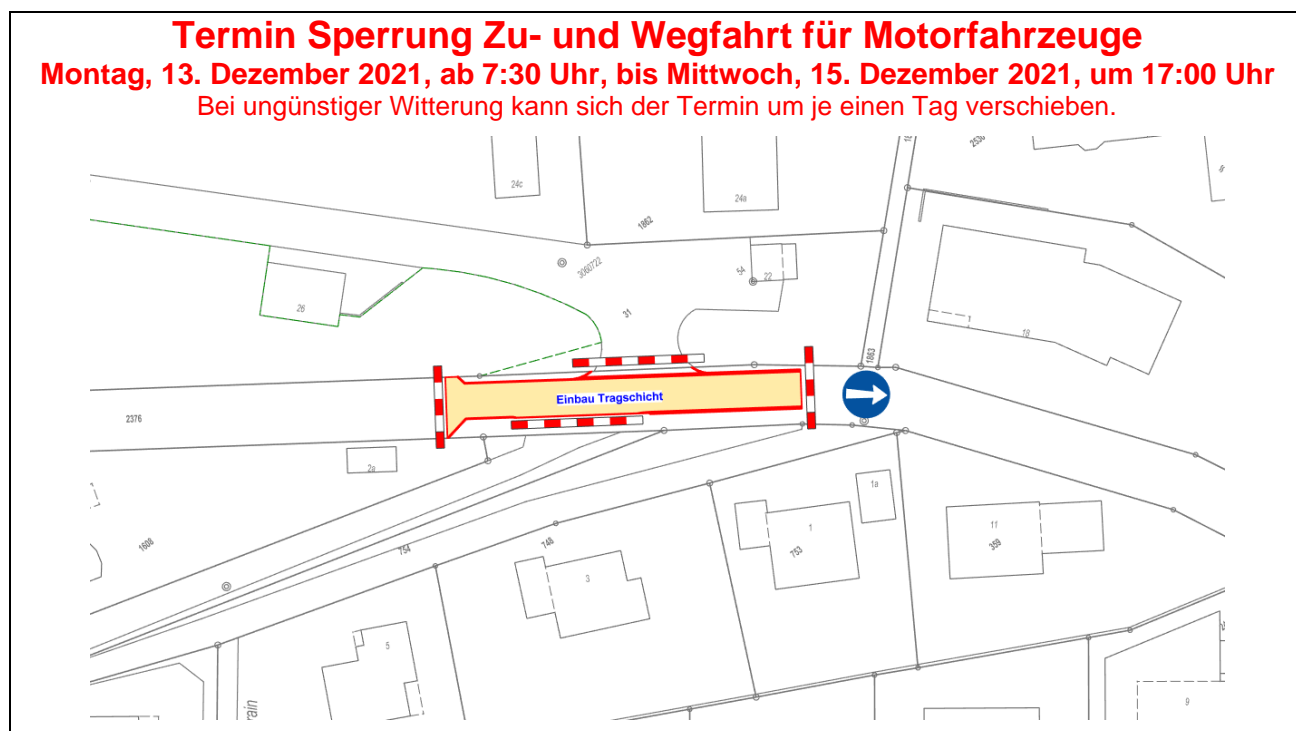 Termin Sperrung Zu- und Wegfahrt für Motorfahrzeuge
Montag, 13. Dezember 2021, ab 7:30 Uhr, bis Mittwoch, 15. Dezember 2021, um 17:00 Uhr
Bei ungünstiger Witterung kann sich der Termin um je einen Tag verschieben.
2530
24c
24a
1862
3060722
54
22
26
31
18
1863
Einbau Tragschicht
2376
2a
1a
1
11
1608
754
748
753
359
3
5
rain
9